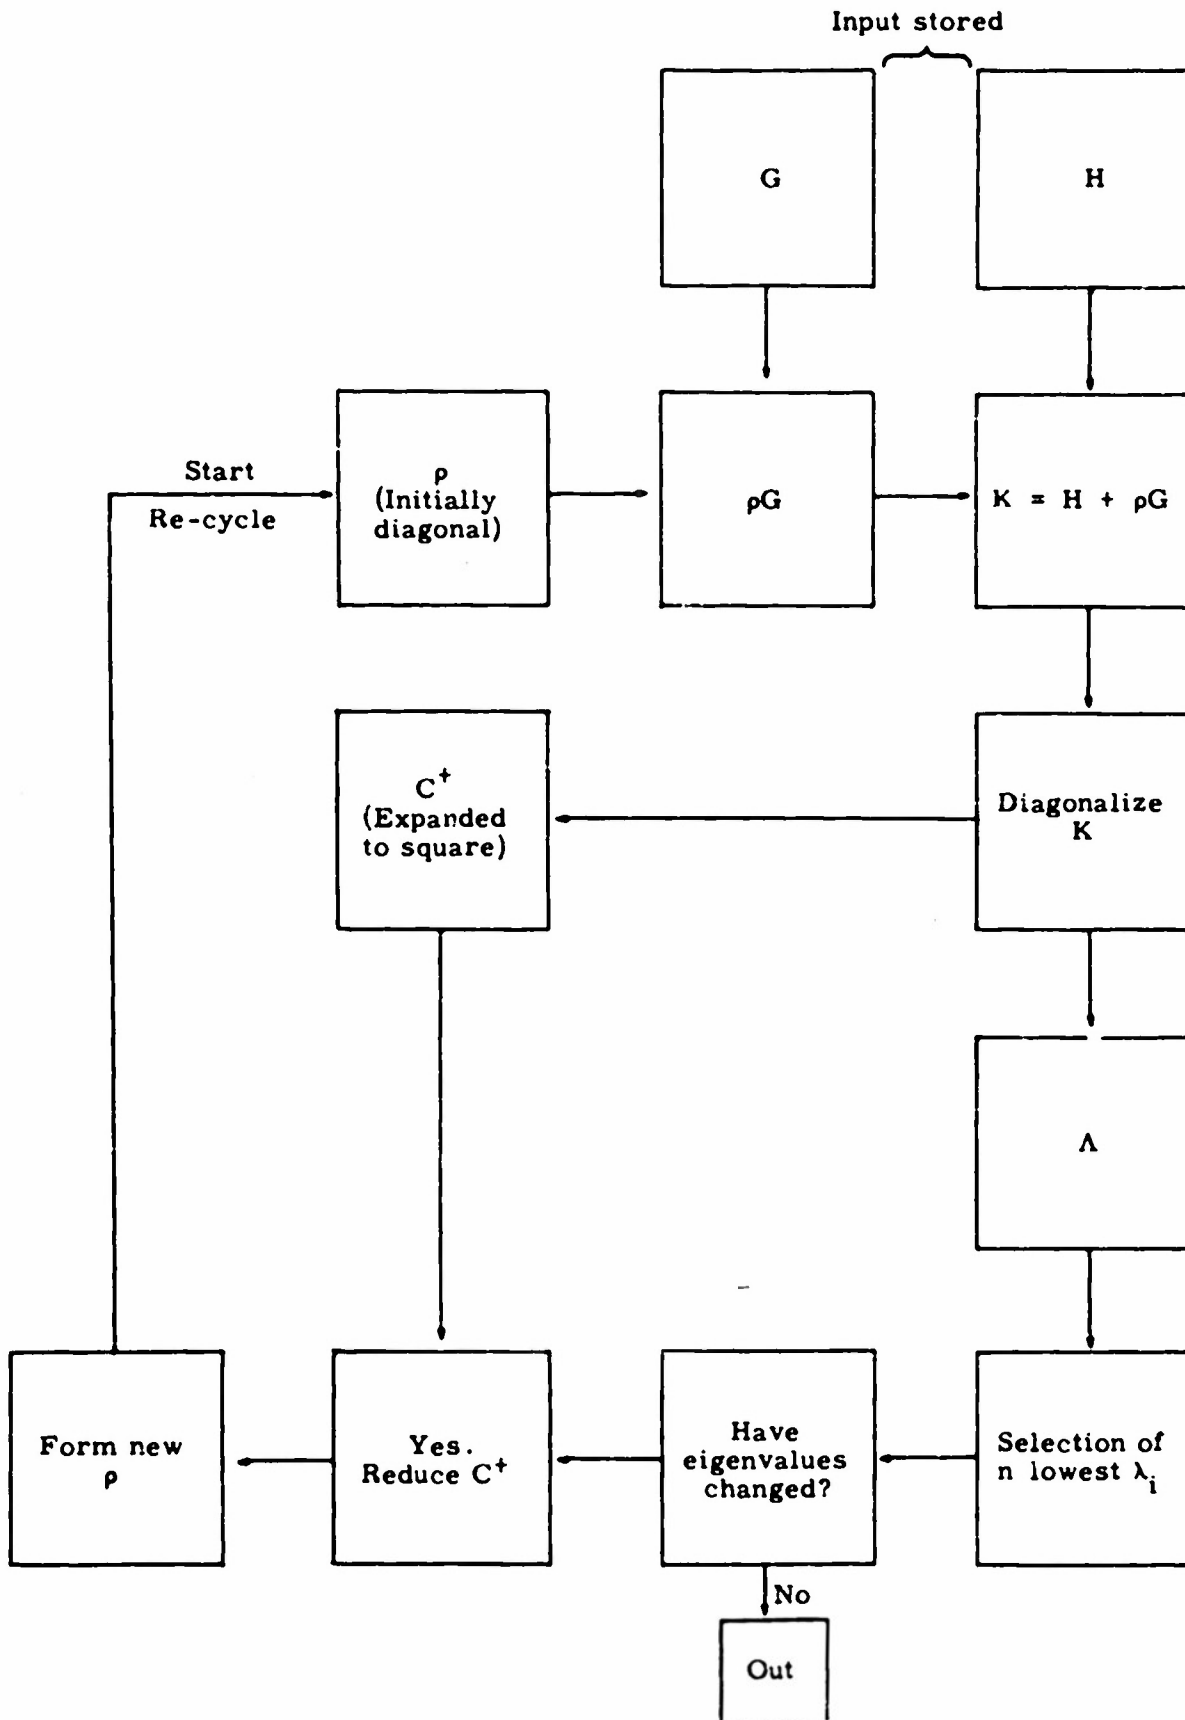 Input stored
G
H
Start
Re-cycle
ρ
(Initially
diagonal)
ρG
K = H + ρG
C⁺
(Expanded
to square)
Diagonalize
K
Λ
Form new
ρ
Yes.
Reduce C⁺
Have
eigenvalues
changed?
Selection of
n lowest λᵢ
No
Out